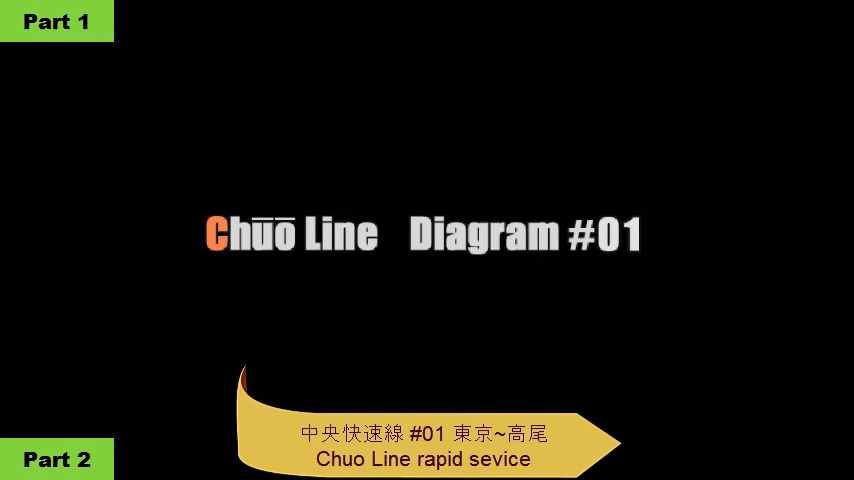 Part 1
Chūō Line Diagram #01
中央快速線 #01 東京~高尾
Chuo Line rapid sevice
Part 2